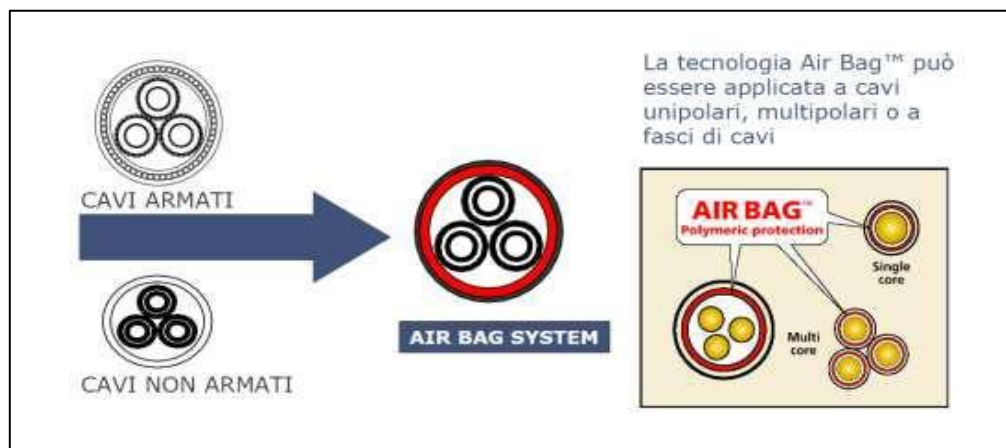 La tecnologia Air Bag™ può
essere applicata a cavi
unipolari, multipolari o a
fasci di cavi
CAVI ARMATI
AIR BAG SYSTEM
CAVI NON ARMATI
AIR BAG™
Polymeric protection
Single
core
Multi
core